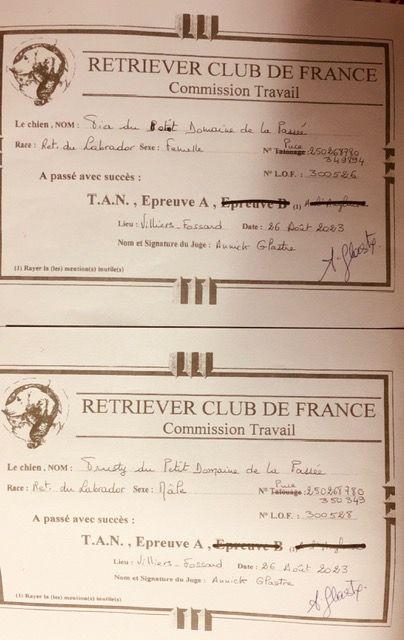 RETRIEVER CLUB DE FRANCE
Commission Travail
Le chien, NOM : Tia du Petit Domaine de la Passée
Race : Ret. du Labrador Sexe : Femelle N° Tatouage : Puce 250268780
349894
A passé avec succès : N° L.O.F. : 300526
T.A.N. , Epreuve A , Epreuve B (1)
Lieu : Villiers-Fossard Date : 26 Août 2023
Nom et Signature du Juge : Annick Glastre
(1) Rayer la (les) mention(s) inutile(s)
RETRIEVER CLUB DE FRANCE
Commission Travail
Le chien, NOM : Trusty du Petit Domaine de la Passée
Race : Ret. du Labrador Sexe : Mâle N° Tatouage : Puce 250268780
350349
A passé avec succès : N° L.O.F. : 300528
T.A.N. , Epreuve A , Epreuve B (1)
Lieu : Villiers-Fossard Date : 26 Août 2023
Nom et Signature du Juge : Annick Glastre
(1) Rayer la (les) mention(s) inutile(s)